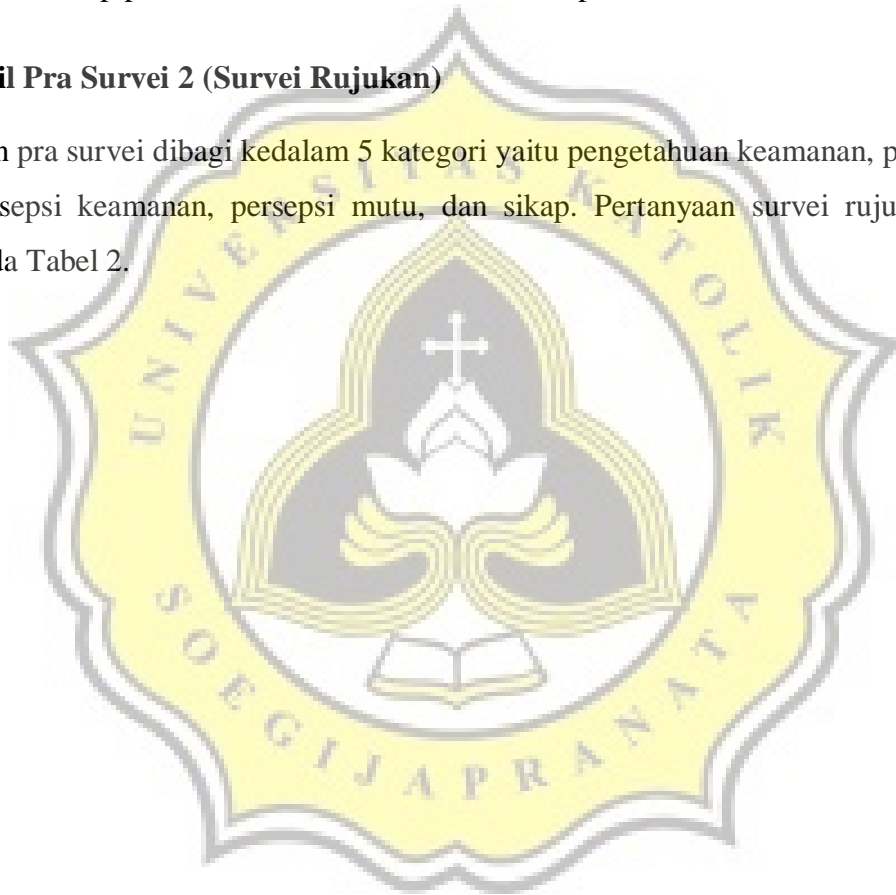 il Pra Survei 2 (Survei Rujukan)
n pra survei dibagi kedalam 5 kategori yaitu pengetahuan keamanan, p
sepsi keamanan, persepsi mutu, dan sikap. Pertanyaan survei ruju
da Tabel 2.
UNIVERSITAS KATOLIK
SOEGIJAPRANATA